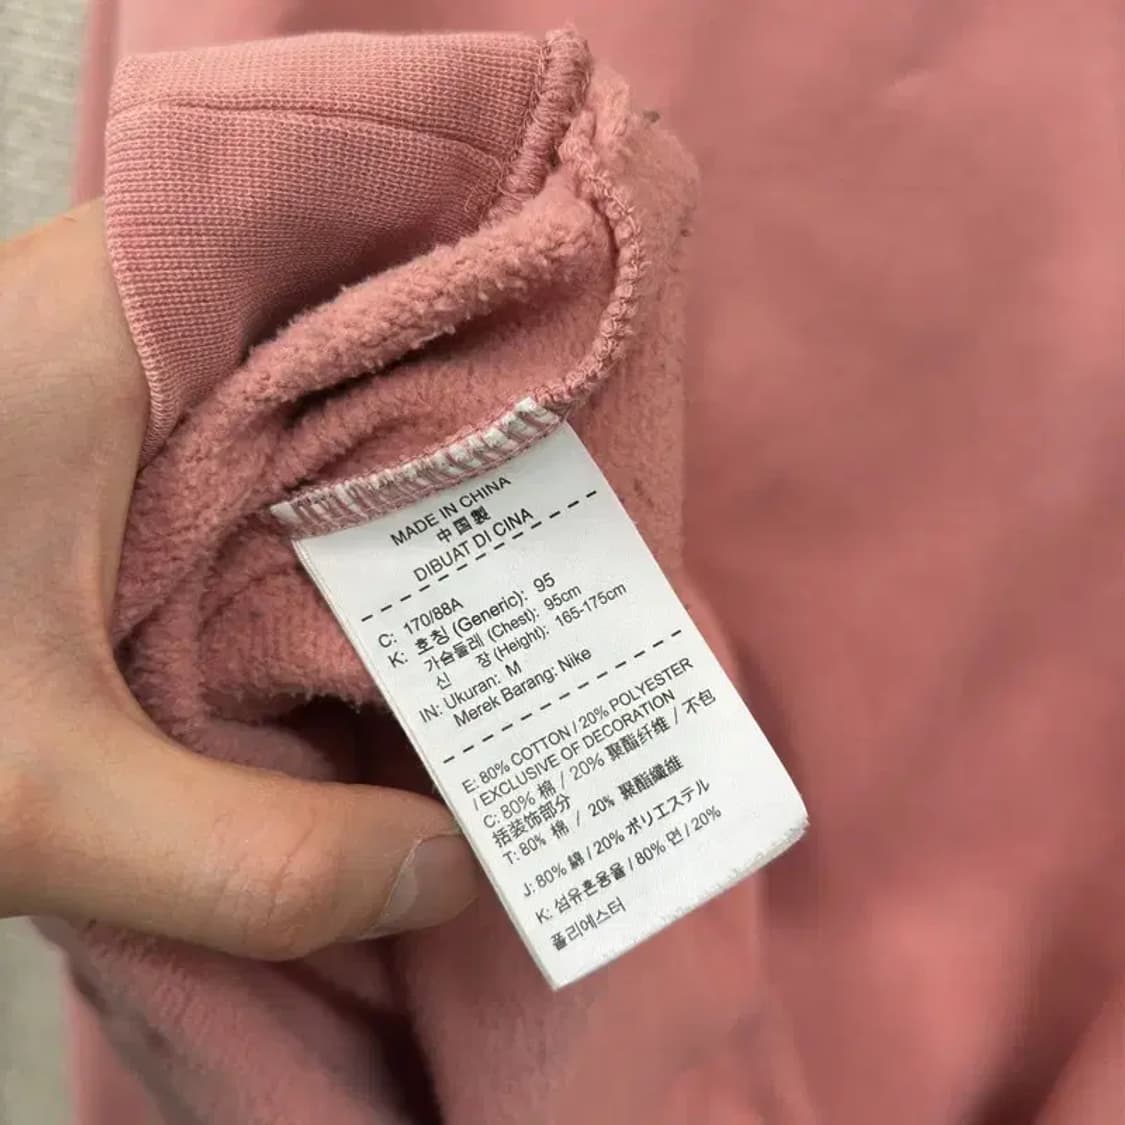 MADE IN CHINA
中国製
DIBUAT DI CINA
C: 170/88A
K: 호칭 (Generic): 95
가슴둘레 (Chest): 95cm
신 장 (Height): 165-175cm
IN: Ukuran: M
Merek Barang: Nike
E: 80% COTTON / 20% POLYESTER
/ EXCLUSIVE OF DECORATION
C: 80% 棉 / 20% 聚酯纤维 / 不包
括装饰部分
T: 80% 棉 / 20% 聚酯纖維
J: 80% 綿 / 20% ポリエステル
K: 섬유혼용율 / 80% 면 / 20%
폴리에스터